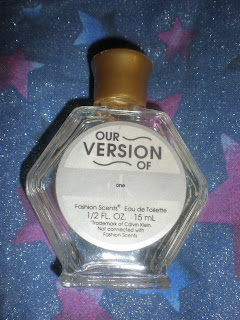 OUR
VERSION
OF
one
Fashion Scents® Eau de Toilette
1/2 FL. OZ. 15 mL
*Trademark of Calvin Klein.
Not connected with
Fashion Scents